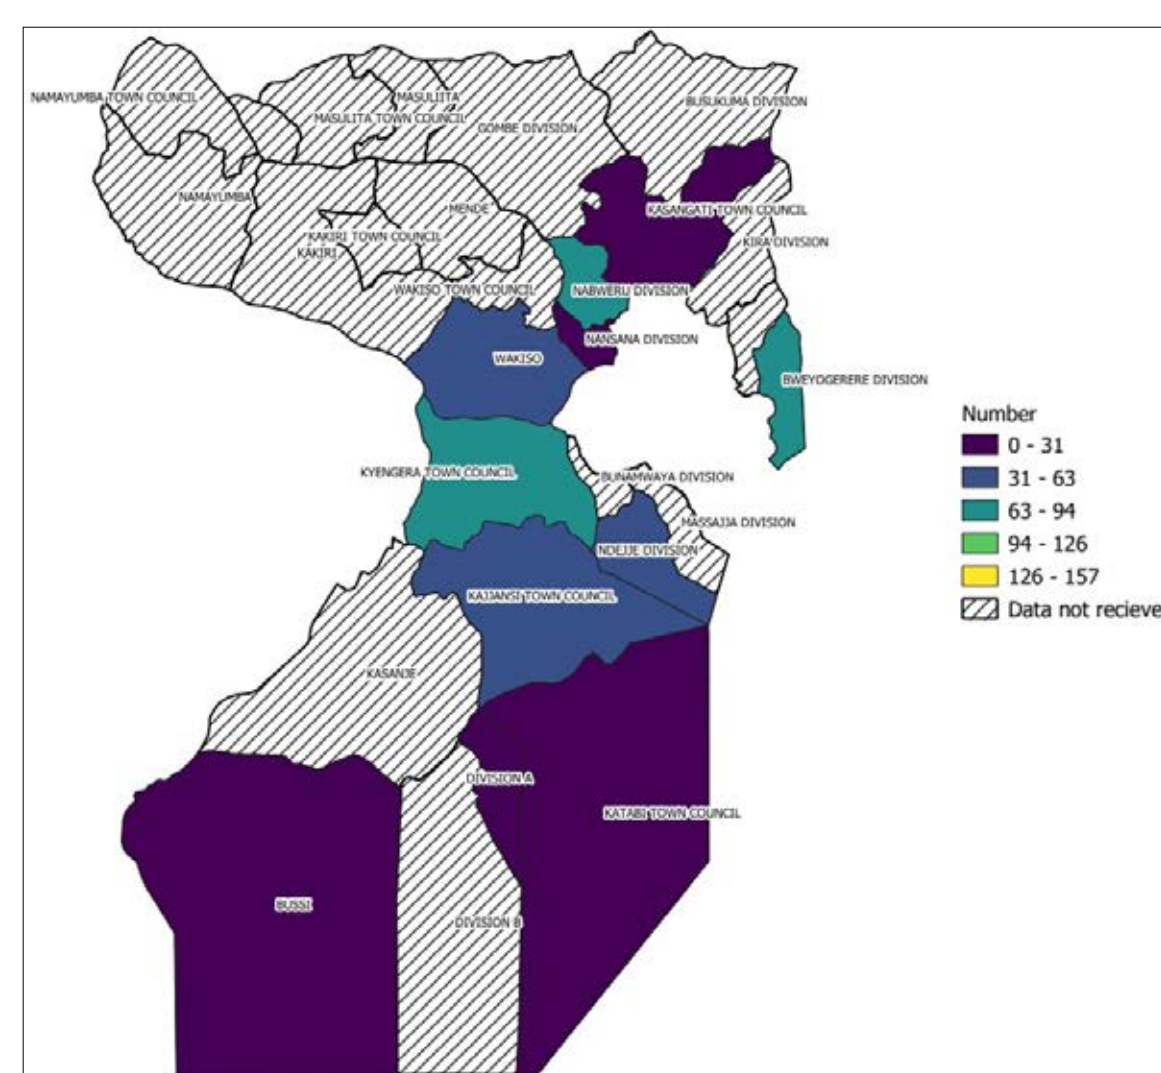 NAMAYUMBA TOWN COUNCIL
MASULIITA
BUSUKUMA DIVISION
MASULITA TOWN COUNCIL
GOMBE DIVISION
NAMAYUMBA
MENDE
KASANGATI TOWN COUNCIL
KAKIRI TOWN COUNCIL
KIRA DIVISION
KAKIRI
WAKISO TOWN COUNCIL
NABWERU DIVISION
NANSANA DIVISION
WAKISO
BWEYOGERERE DIVISION
KYENGERA TOWN COUNCIL
BUNAMWAYA DIVISION
MASSAJJA DIVISION
NDEJJE DIVISION
KAJJANSI TOWN COUNCIL
KASANJE
DIVISION A
KATABI TOWN COUNCIL
BUSSI
DIVISION B
Number
0 - 31
31 - 63
63 - 94
94 - 126
126 - 157
Data not recieve